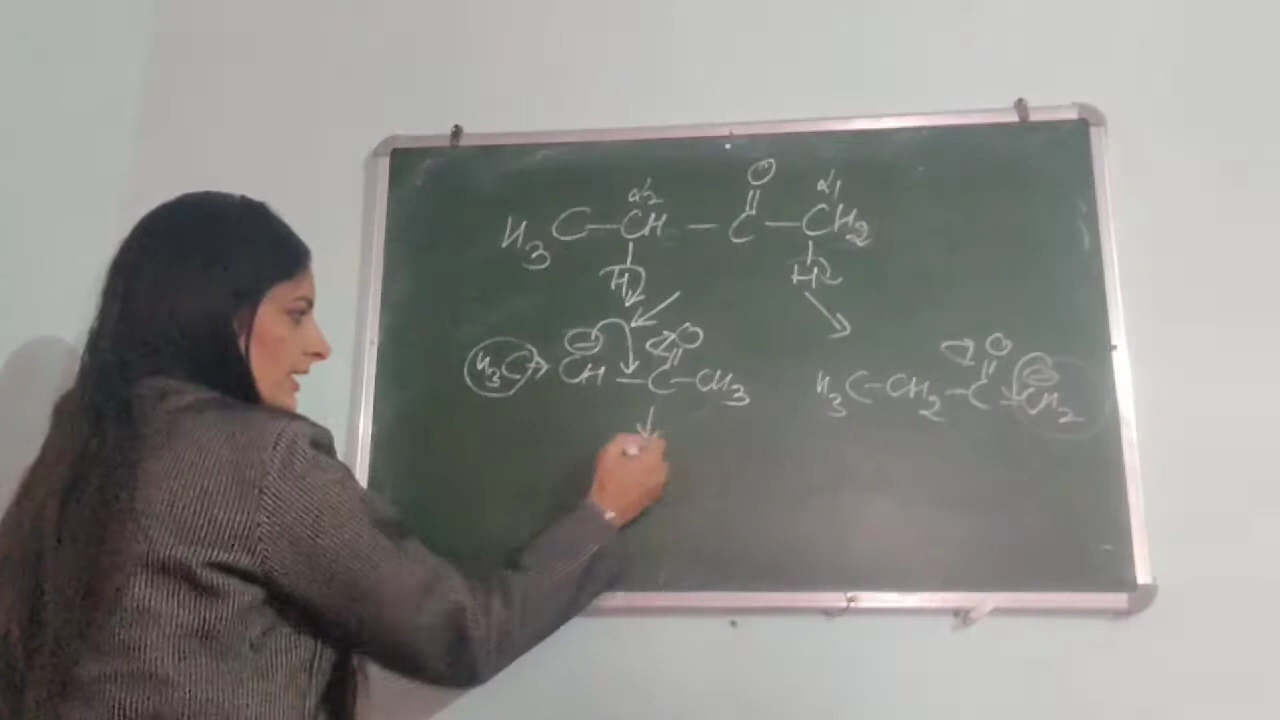 O
α2 α1
H3C—CH—C—CH2
H H
⊖ O O ⊖
H3C→CH—C—CH3 H3C-CH2-C-CH2